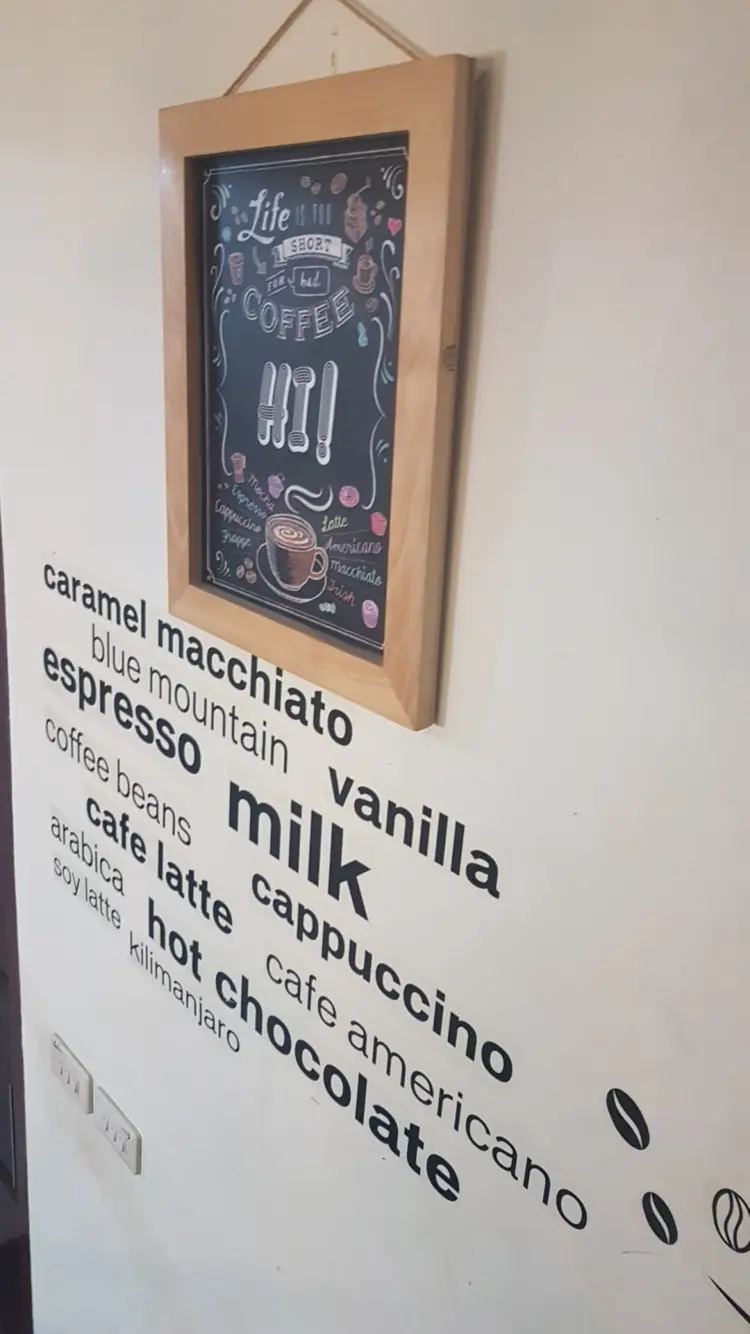 Life IS TOO
SHORT
FOR bad
COFFEE
HI!
Mocha
Espresso
Cappuccino
Frappe
Latte
Americano
Macchiato
Irish
caramel macchiato
blue mountain
espresso
vanilla
coffee beans
milk
cafe latte
cappuccino
arabica
soy latte
hot chocolate
cafe americano
kilimanjaro